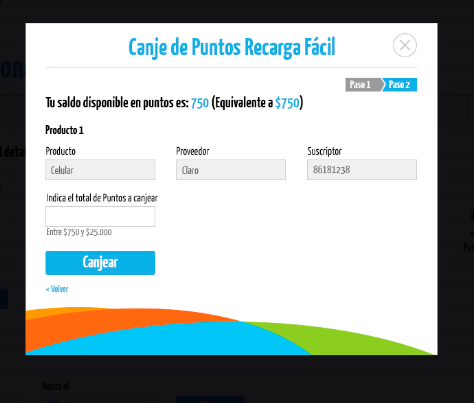 Canje de Puntos Recarga Fácil
Paso 1 Paso 2
Tu saldo disponible en puntos es: 750 (Equivalente a $750)
Producto 1
Producto Proveedor Suscriptor
Celular Claro 86181238
Indica el total de Puntos a canjear
Entre $750 y $25.000
Canjear
< Volver